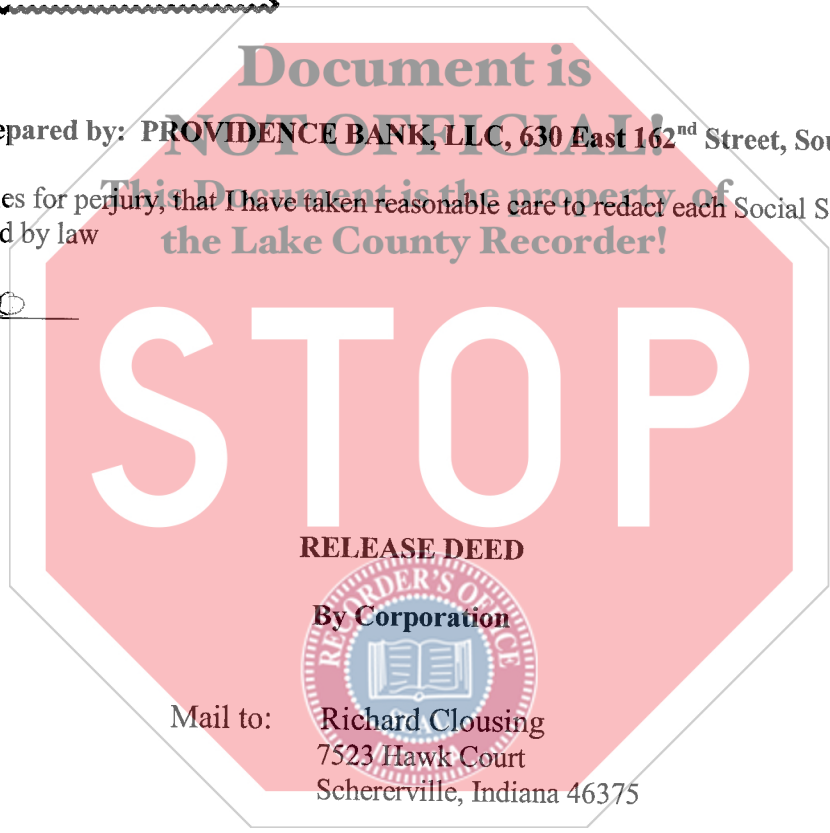 Document is
NOT OFFICIAL!
epared by: PROVIDENCE BANK, LLC, 630 East 162nd Street, Sou
This Document is the property of
es for perjury, that I have taken reasonable care to redact each Social S
d by law
the Lake County Recorder!
STOP
RELEASE DEED
RECORDER'S OFFICE
By Corporation
Mail to: Richard Clousing
7523 Hawk Court
Schererville, Indiana 46375